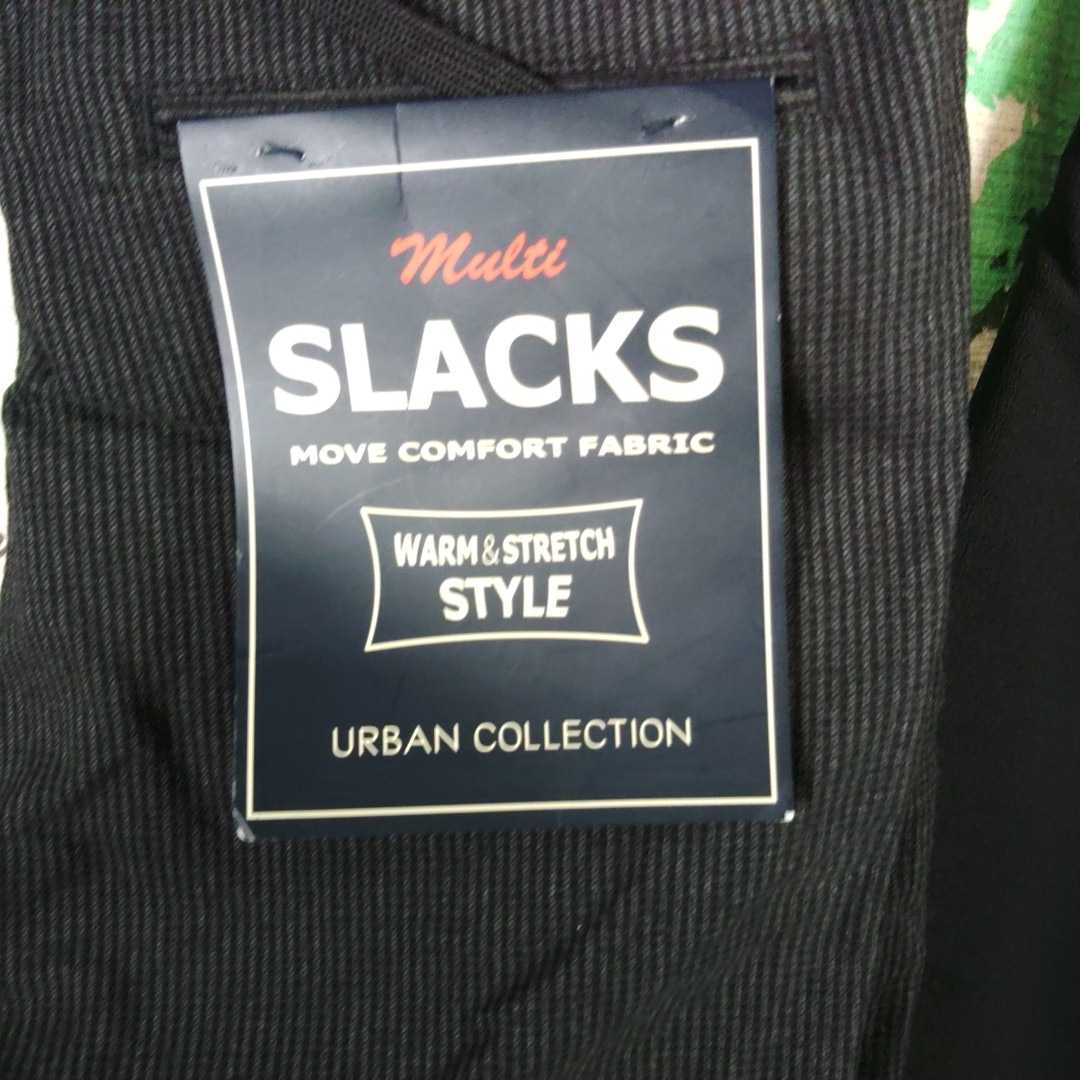 Multi
SLACKS
MOVE COMFORT FABRIC
WARM & STRETCH
STYLE
URBAN COLLECTION